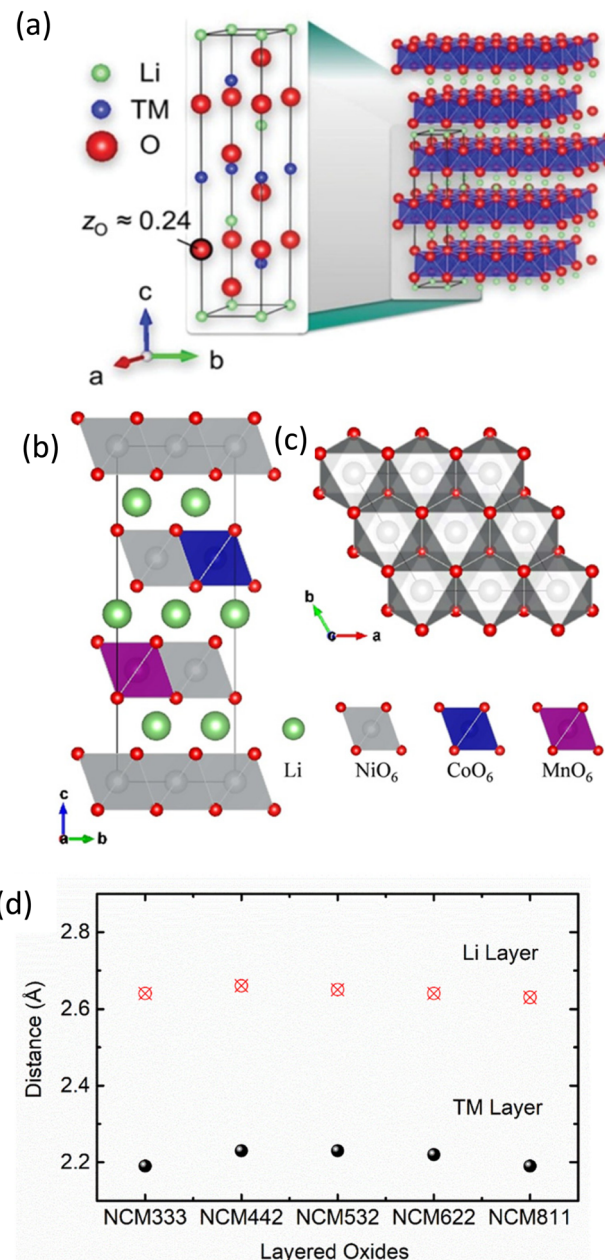 (a)
Li
TM
O
zO ≈ 0.24
c
a
b
(b)
(c)
b
c
a
Li
NiO6
CoO6
MnO6
c
a
b
(d)
2.8
Li Layer
2.6
Distance (Å)
2.4
TM Layer
2.2
NCM333 NCM442 NCM532 NCM622 NCM811
Layered Oxides